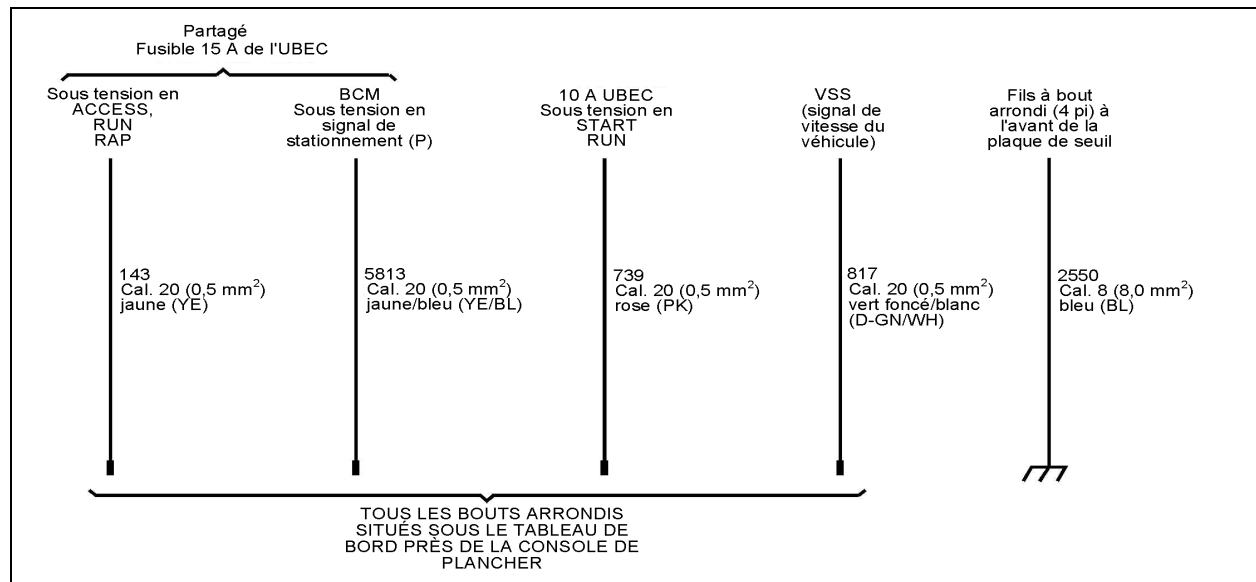 Partagé
Fusible 15 A de l'UBEC
Sous tension en
ACCESS,
RUN
RAP
BCM
Sous tension en
signal de
stationnement (P)
10 A UBEC
Sous tension en
START
RUN
VSS
(signal de
vitesse du
véhicule)
Fils à bout
arrondi (4 pi) à
l'avant de la
plaque de seuil
143
Cal. 20 (0,5 mm²)
jaune (YE)
5813
Cal. 20 (0,5 mm²)
jaune/bleu (YE/BL)
739
Cal. 20 (0,5 mm²)
rose (PK)
817
Cal. 20 (0,5 mm²)
vert foncé/blanc
(D-GN/WH)
2550
Cal. 8 (8,0 mm²)
bleu (BL)
TOUS LES BOUTS ARRONDIS
SITUÉS SOUS LE TABLEAU DE
BORD PRÈS DE LA CONSOLE DE
PLANCHER